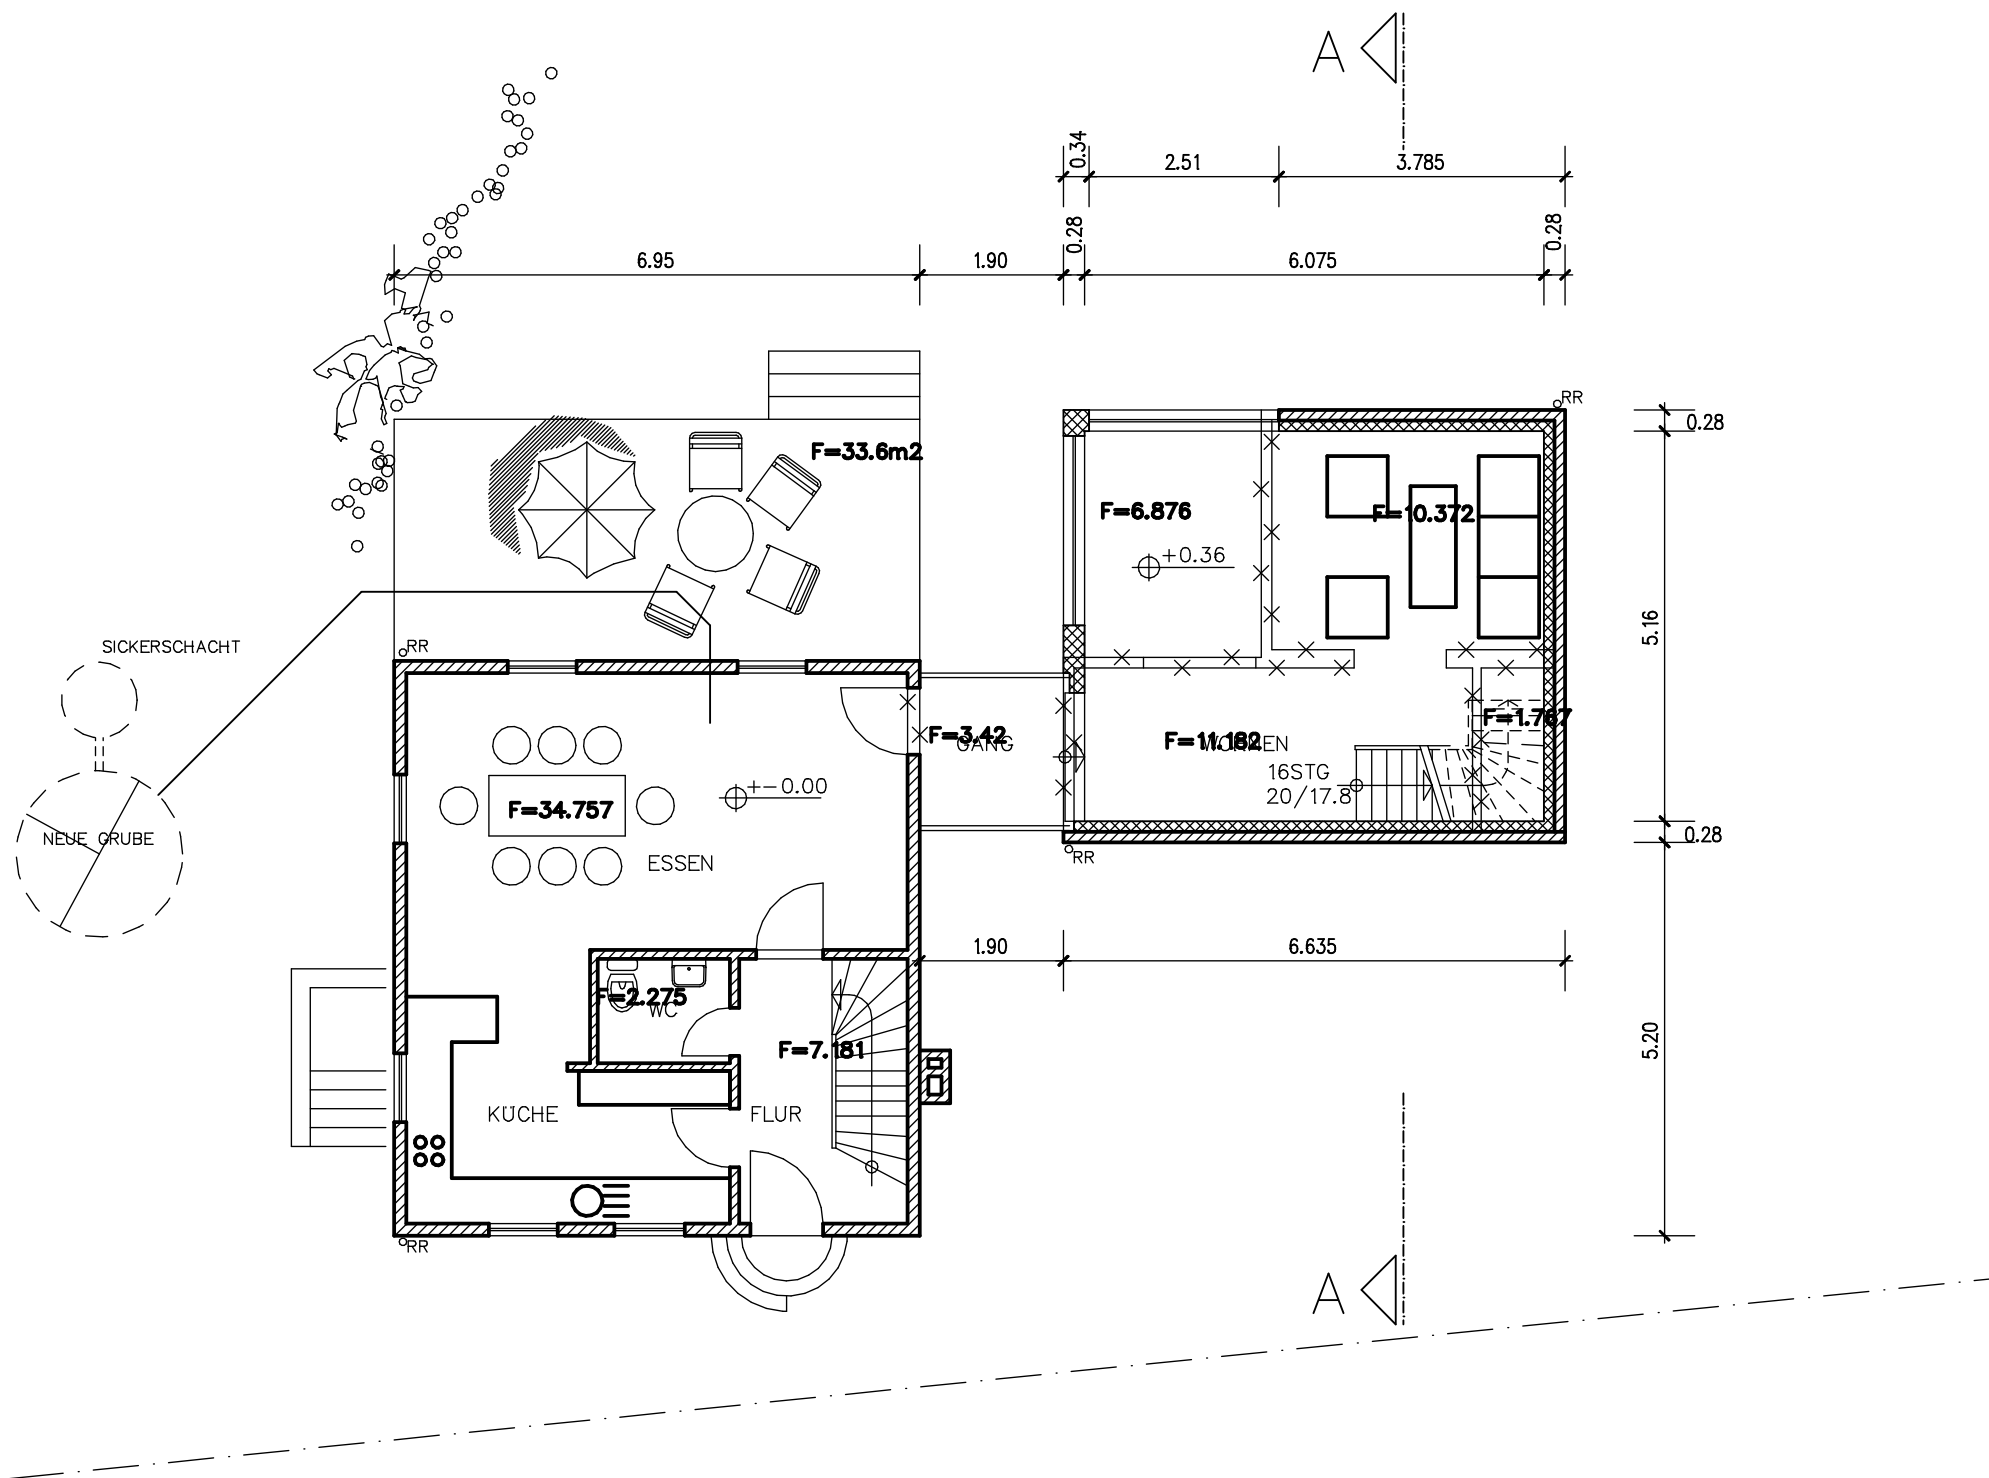 A
0.34
2.51
3.785
0.28
0.28
6.95
1.90
6.075
RR
0.28
F=33.6m2
F=6.876
F=10.372
+0.36
5.16
SICKERSCHACHT
RR
F=1.767
F=3.42
GANG
F=11.182
WOHNEN
16STG
20/17.8
+-0.00
F=34.757
NEUE GRUBE
0.28
RR
ESSEN
1.90
6.635
F=2.275
WC
F=7.181
5.20
KÜCHE
FLUR
RR
A